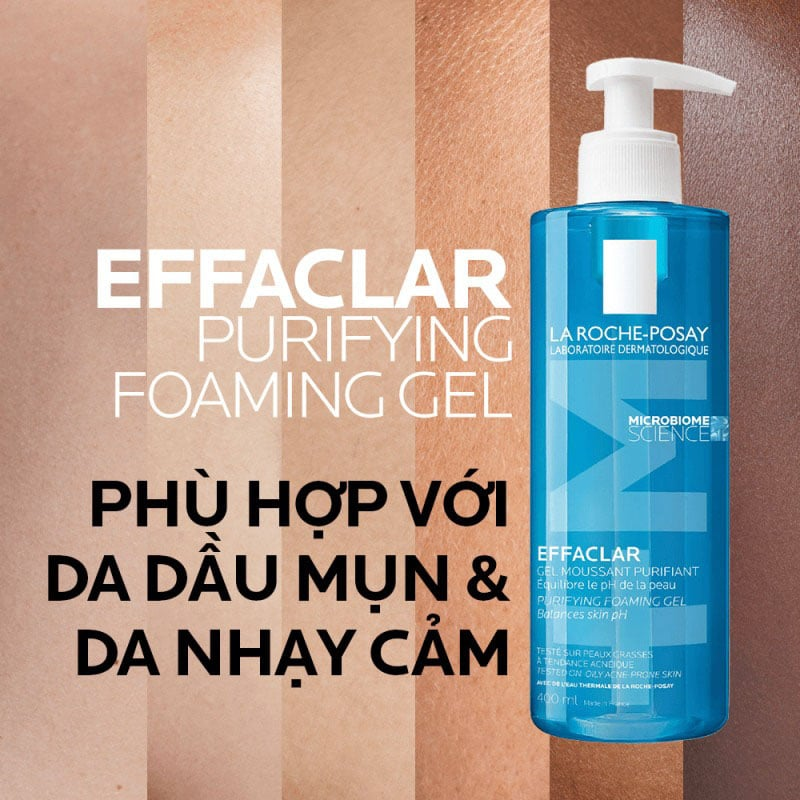 EFFACLAR
PURIFYING
FOAMING GEL
PHÙ HỢP VỚI
DA DẦU MỤN &
DA NHẠY CẢM
LA ROCHE-POSAY
LABORATOIRE DERMATOLOGIQUE
MICROBIOME
SCIENCE
EFFACLAR
GEL MOUSSANT PURIFIANT
Équilibre le pH de la peau
PURIFYING FOAMING GEL
Balances skin pH
TESTÉ SUR PEAUX GRASSES
À TENDANCE ACNÉIQUE
TESTED ON OILY ACNE-PRONE SKIN
AVEC DE L'EAU THERMALE DE LA ROCHE-POSAY
400 ml Made in France